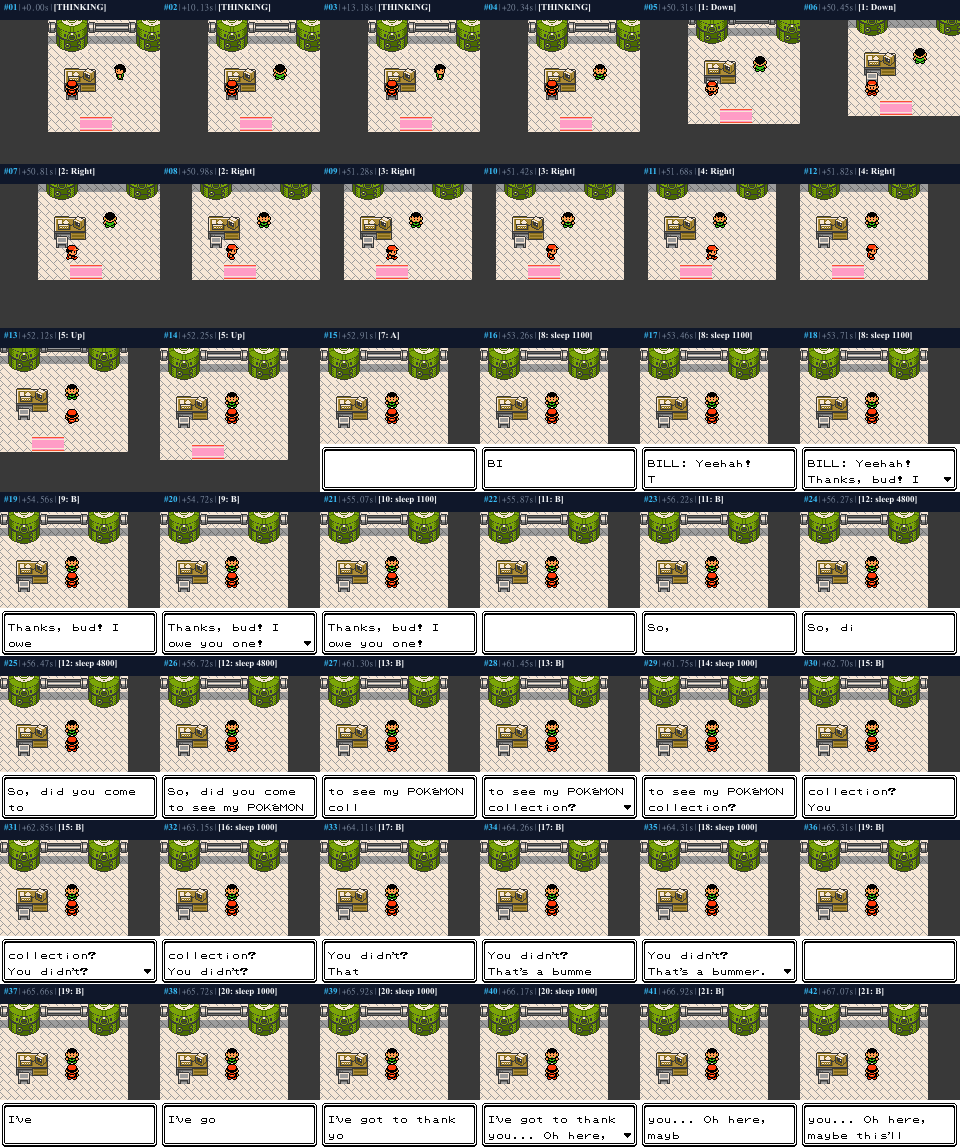 #01|+0.00s| [THINKING]
#02|+10.13s| [THINKING]
#03|+13.18s| [THINKING]
#04|+20.34s| [THINKING]
#05|+50.31s| [1: Down]
#06|+50.45s| [1: Down]
#07|+50.81s| [2: Right]
#08|+50.98s| [2: Right]
#09|+51.28s| [3: Right]
#10|+51.42s| [3: Right]
#11|+51.68s| [4: Right]
#12|+51.82s| [4: Right]
#13|+52.12s| [5: Up]
#14|+52.25s| [5: Up]
#15|+52.91s| [7: A]
#16|+53.26s| [8: sleep 1100]
BI
#17|+53.46s| [8: sleep 1100]
BILL: Yeehah!
T
#18|+53.71s| [8: sleep 1100]
BILL: Yeehah!
Thanks, bud! I
#19|+54.56s| [9: B]
Thanks, bud! I
owe
#20|+54.72s| [9: B]
Thanks, bud! I
owe you one!
#21|+55.07s| [10: sleep 1100]
Thanks, bud! I
owe you one!
#22|+55.87s| [11: B]
#23|+56.22s| [11: B]
So,
#24|+56.27s| [12: sleep 4800]
So, di
#25|+56.47s| [12: sleep 4800]
So, did you come
to
#26|+56.72s| [12: sleep 4800]
So, did you come
to see my POKéMON
#27|+61.30s| [13: B]
to see my POKéMON
coll
#28|+61.45s| [13: B]
to see my POKéMON
collection?
#29|+61.75s| [14: sleep 1000]
to see my POKéMON
collection?
#30|+62.70s| [15: B]
collection?
You
#31|+62.85s| [15: B]
collection?
You didn't?
#32|+63.15s| [16: sleep 1000]
collection?
You didn't?
#33|+64.11s| [17: B]
You didn't?
That
#34|+64.26s| [17: B]
You didn't?
That's a bumme
#35|+64.31s| [18: sleep 1000]
You didn't?
That's a bummer.
#36|+65.31s| [19: B]
#37|+65.66s| [19: B]
I've
#38|+65.72s| [20: sleep 1000]
I've go
#39|+65.92s| [20: sleep 1000]
I've got to thank
yo
#40|+66.17s| [20: sleep 1000]
I've got to thank
you... Oh here,
#41|+66.92s| [21: B]
you... Oh here,
mayb
#42|+67.07s| [21: B]
you... Oh here,
maybe this'll